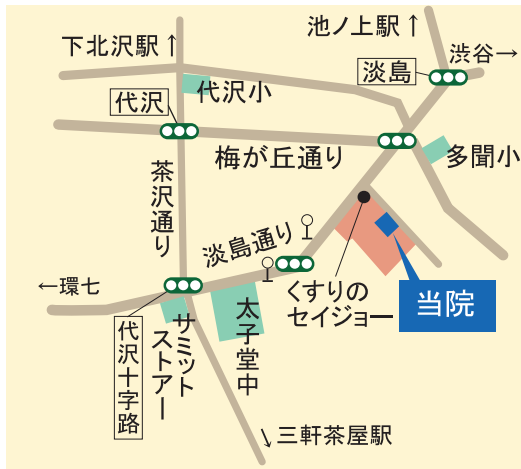 池ノ上駅↑
下北沢駅↑
渋谷→
淡島
代沢小
代沢
梅が丘通り
多聞小
茶沢通り
淡島通り
←環七
くすりの
セイジョー
当院
代沢十字路
サミット
ストアー
太子堂中
↘三軒茶屋駅